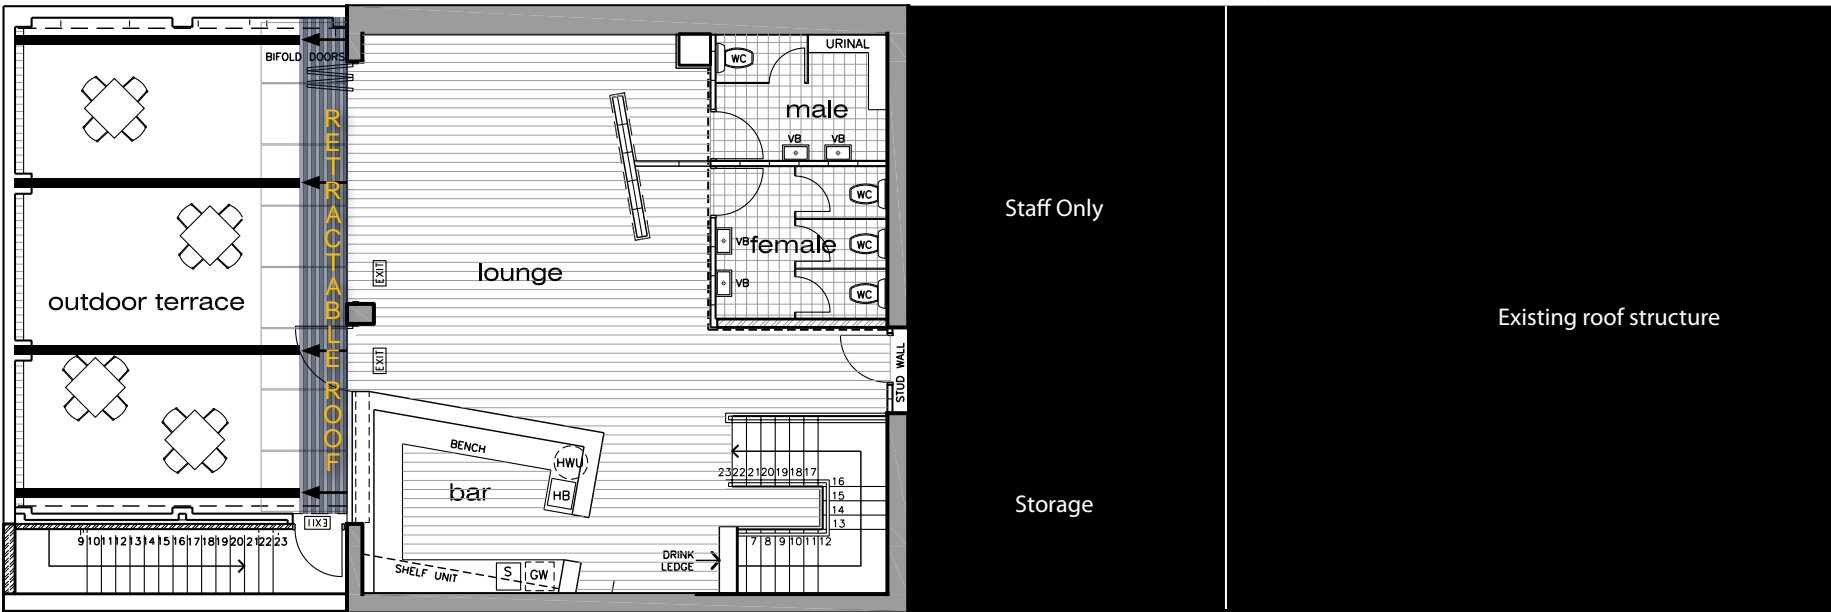 BIFOLD DOORS
RETRACTABLE ROOF
outdoor terrace
EXIT
9 10 11 12 13 14 15 16 17 18 19 20 21 22 23
lounge
EXIT
EXIT
WC
URINAL
male
VB
VB
WC
VB
female
WC
VB
WC
STUD WALL
BENCH
HWU
HB
bar
SHELF UNIT
S
GW
DRINK
LEDGE
23 22 21 20 19 18 17
16
15
14
13
7 8 9 10 11 12
Staff Only
Storage
Existing roof structure